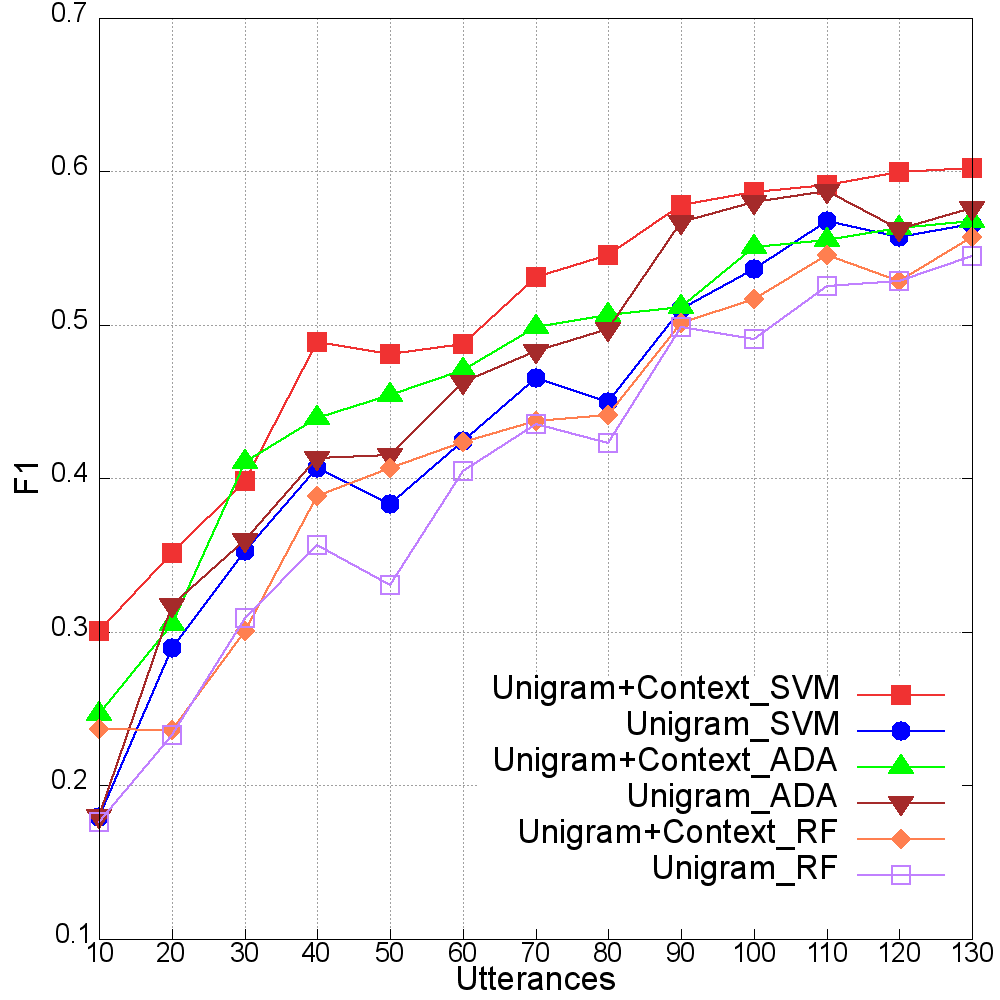 0.7
0.6
0.5
0.4
0.3
0.2
0.1
F1
Unigram+Context_SVM
Unigram_SVM
Unigram+Context_ADA
Unigram_ADA
Unigram+Context_RF
Unigram_RF
10 20 30 40 50 60 70 80 90 100 110 120 130
Utterances